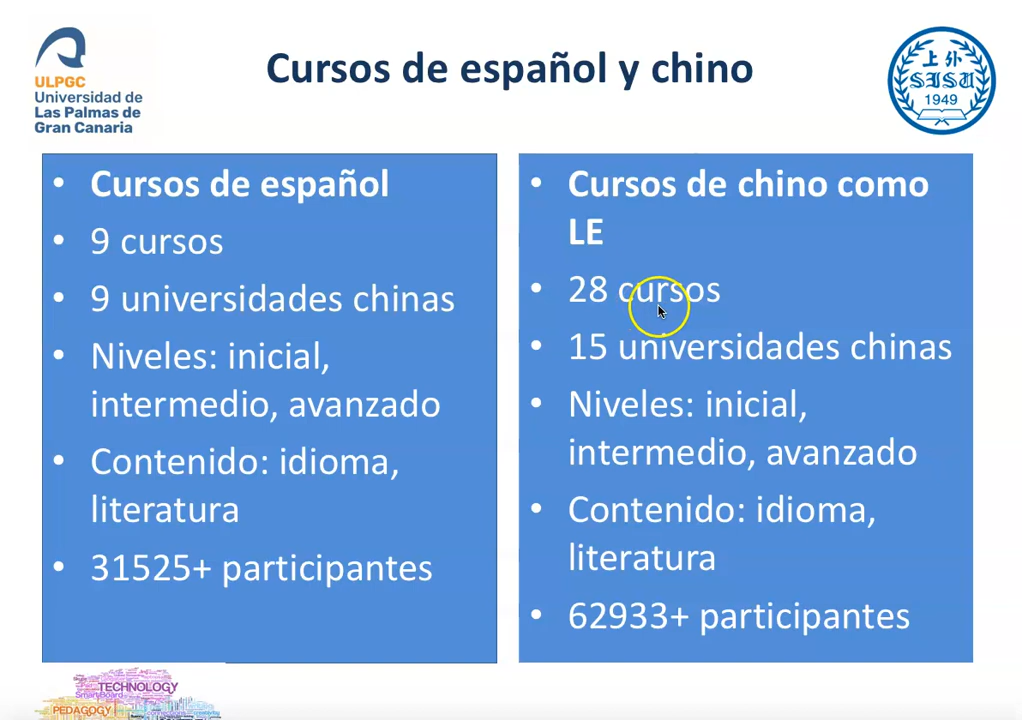 ULPGC
Universidad de
Las Palmas de
Gran Canaria
Cursos de español y chino
上外
SISU
1949
• Cursos de español
• 9 cursos
• 9 universidades chinas
• Niveles: inicial,
intermedio, avanzado
• Contenido: idioma,
literatura
• 31525+ participantes
• Cursos de chino como
LE
• 28 cursos
• 15 universidades chinas
• Niveles: inicial,
intermedio, avanzado
• Contenido: idioma,
literatura
• 62933+ participantes
TECHNOLOGY
SmartBoard
PEDAGOGY